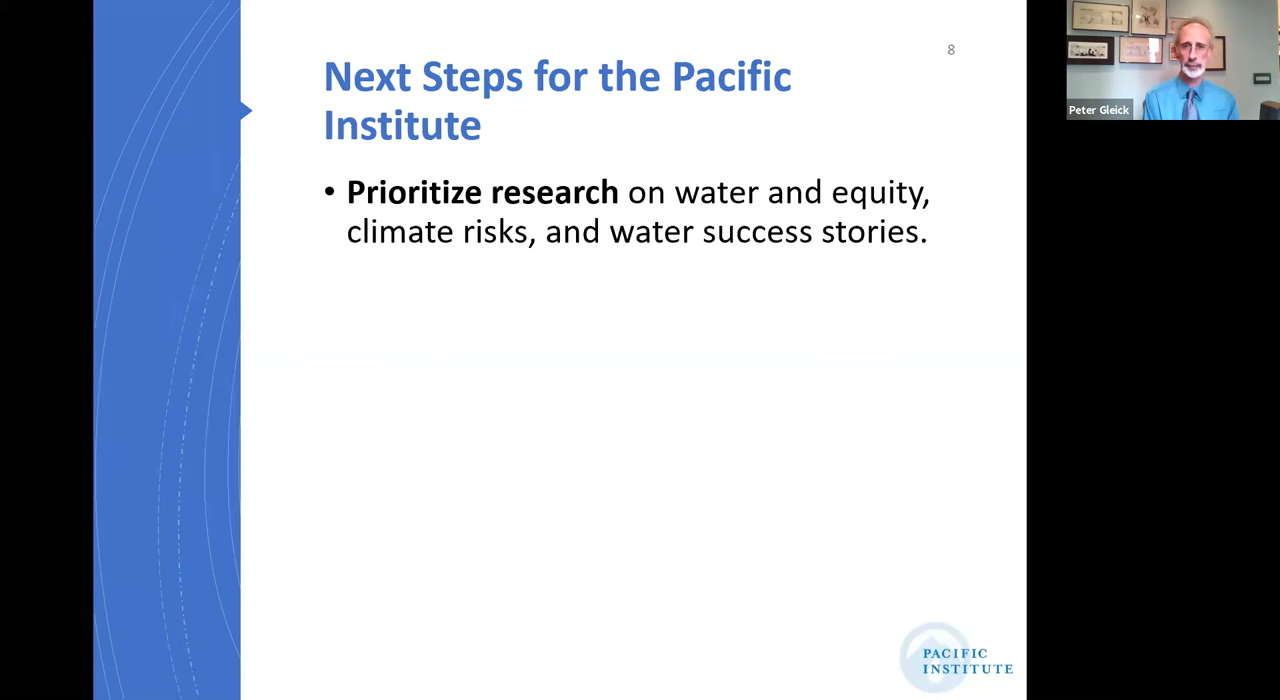 8
Next Steps for the Pacific
Institute
• Prioritize research on water and equity,
climate risks, and water success stories.
PACIFIC
INSTITUTE
Peter Gleick